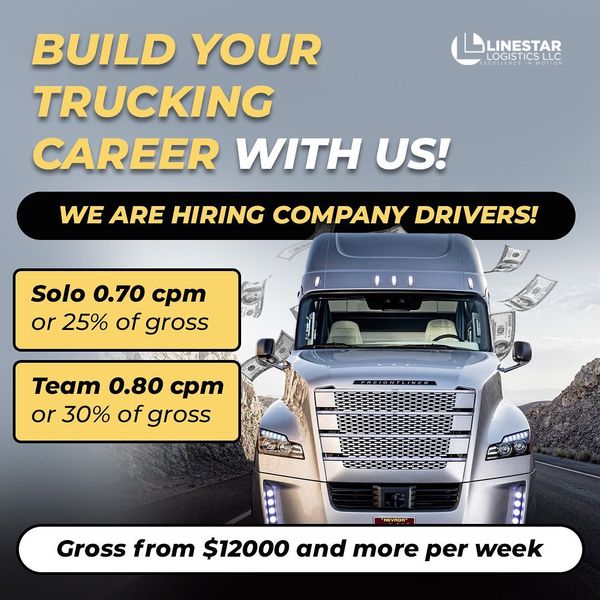 BUILD YOUR
TRUCKING
CAREER WITH US!
LINESTAR
LOGISTICS LLC
EXCELLENCE IN MOTION
WE ARE HIRING COMPANY DRIVERS!
Solo 0.70 cpm
or 25% of gross
Team 0.80 cpm
or 30% of gross
FREIGHTLINER
NEVADA
Gross from $12000 and more per week